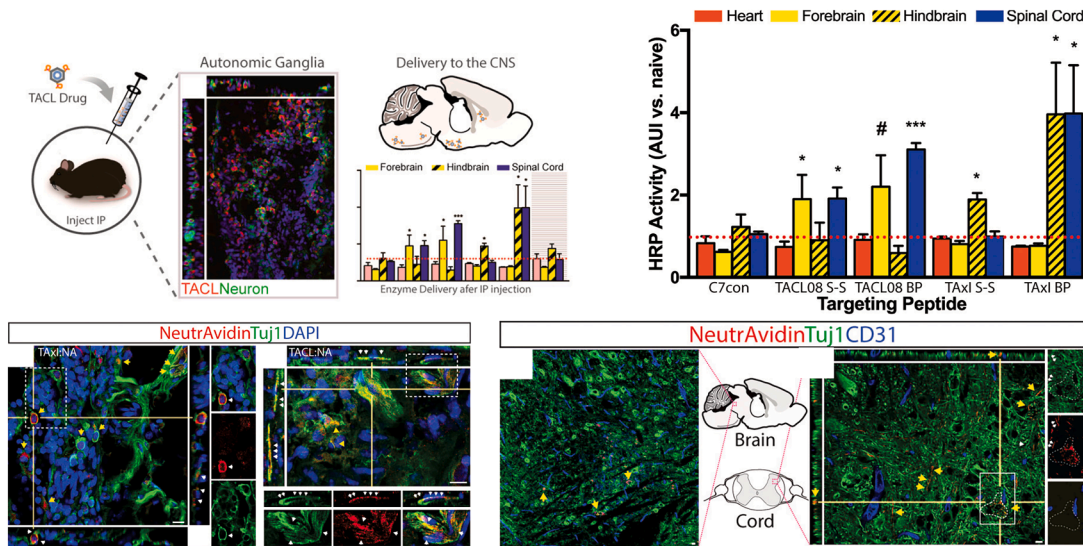 TACL Drug
Inject IP
Autonomic Ganglia
TACLNeuron
Delivery to the CNS
Forebrain Hindbrain Spinal Cord
* * * *** * * *
Enzyme Delivery afer IP injection
Heart Forebrain Hindbrain Spinal Cord
HRP Activity (AUI vs. naive)
6
4
2
0
* * # *** * * *
C7con TACL08 S-S TACL08 BP TAxI S-S TAxI BP
Targeting Peptide
NeutrAvidinTuj1DAPI
TAxI:NA
TACL:NA
NeutrAvidinTuj1CD31
Brain
Cord